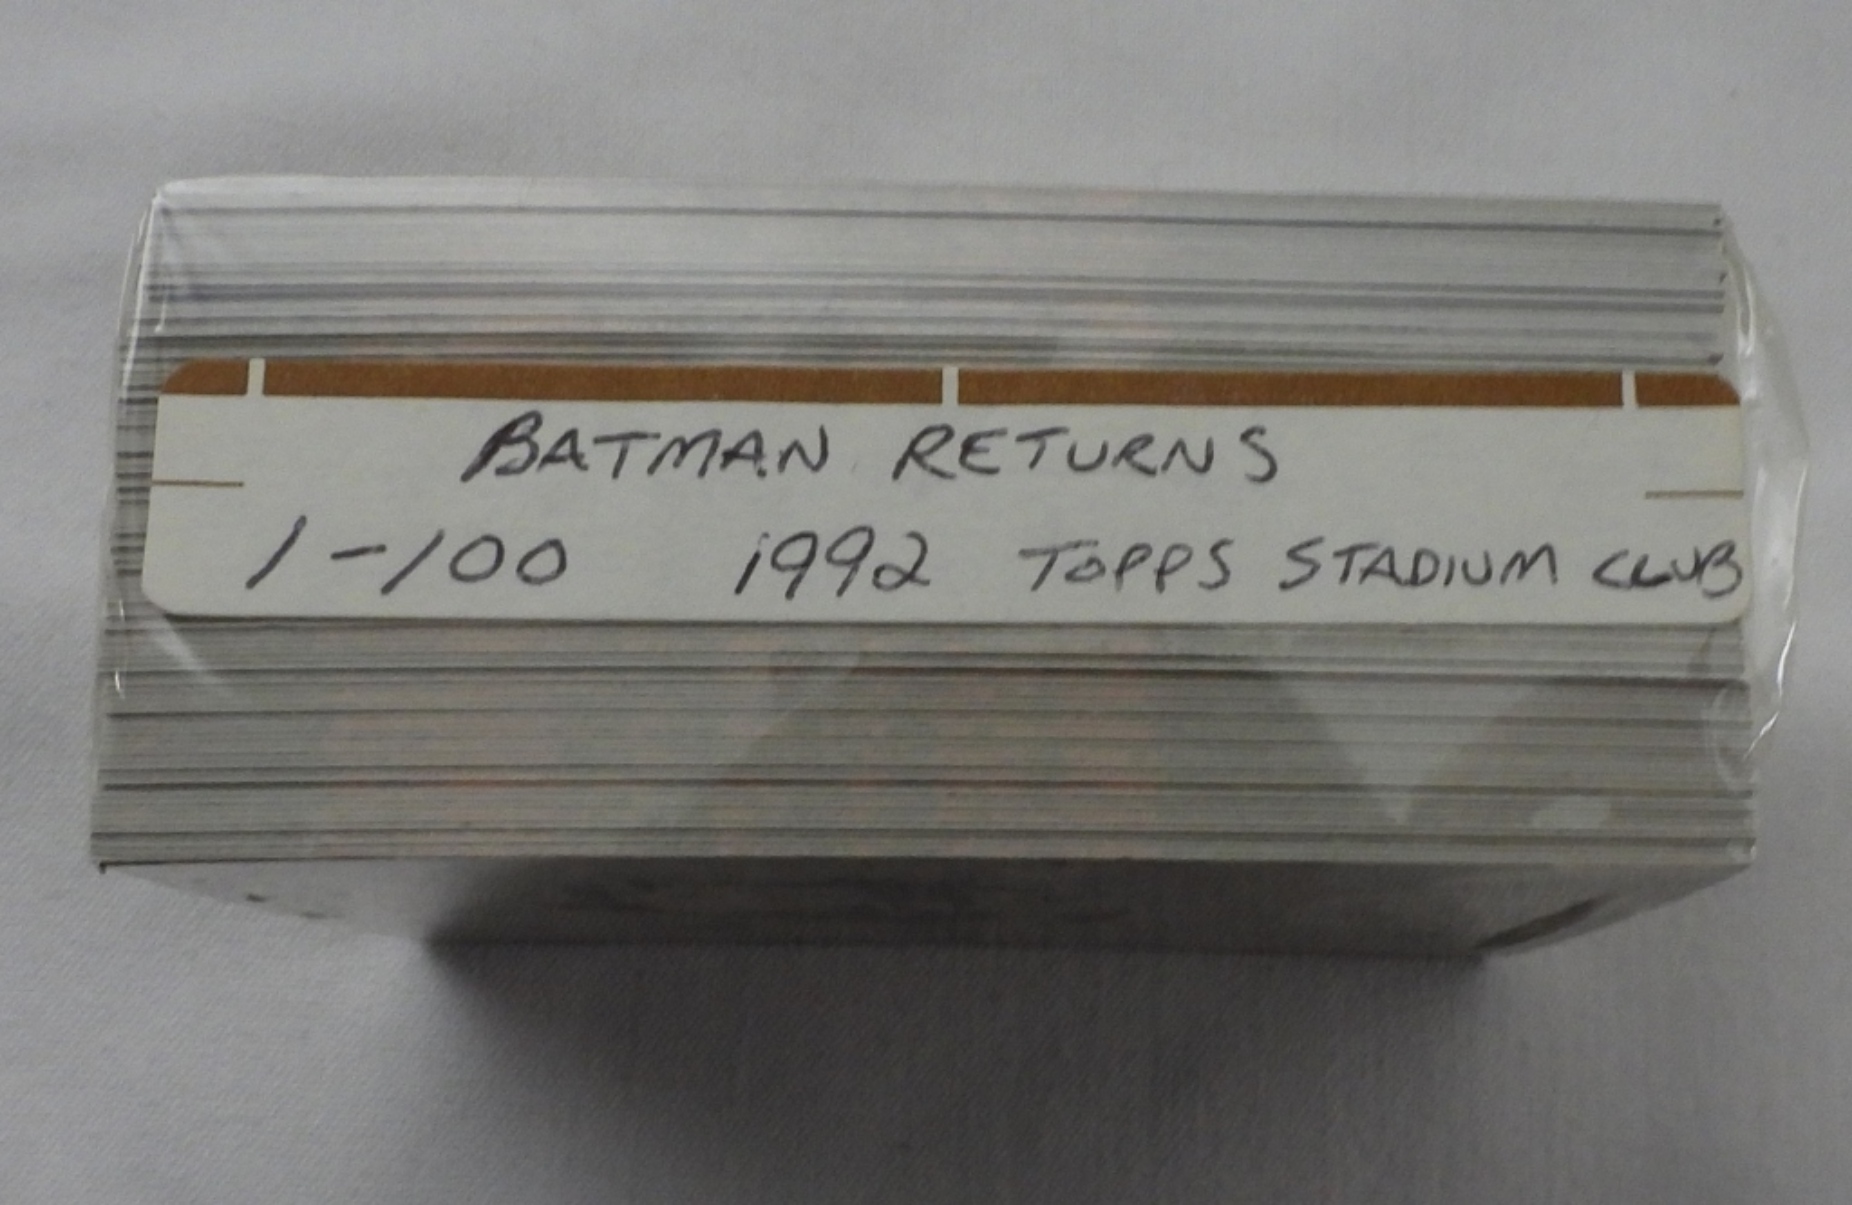 BATMAN RETURNS
1-100 1992 TOPPS STADIUM CLUB